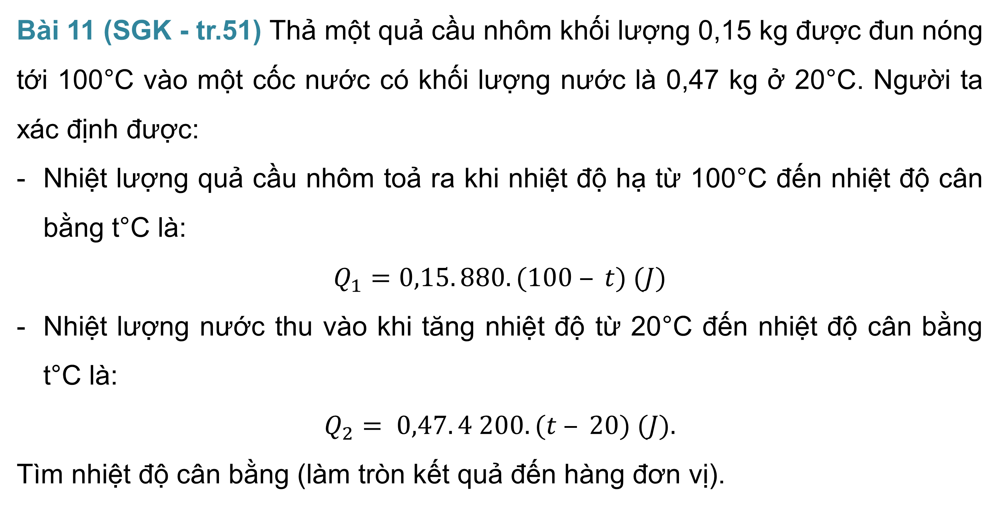 Bài 11 (SGK - tr.51) Thả một quả cầu nhôm khối lượng 0,15 kg được đun nóng
tới 100°C vào một cốc nước có khối lượng nước là 0,47 kg ở 20°C. Người ta
xác định được:
- Nhiệt lượng quả cầu nhôm toả ra khi nhiệt độ hạ từ 100°C đến nhiệt độ cân
bằng t°C là:
Q₁ = 0,15. 880. (100 – t) (J)
- Nhiệt lượng nước thu vào khi tăng nhiệt độ từ 20°C đến nhiệt độ cân bằng
t°C là:
Q₂ = 0,47. 4 200. (t – 20) (J).
Tìm nhiệt độ cân bằng (làm tròn kết quả đến hàng đơn vị).